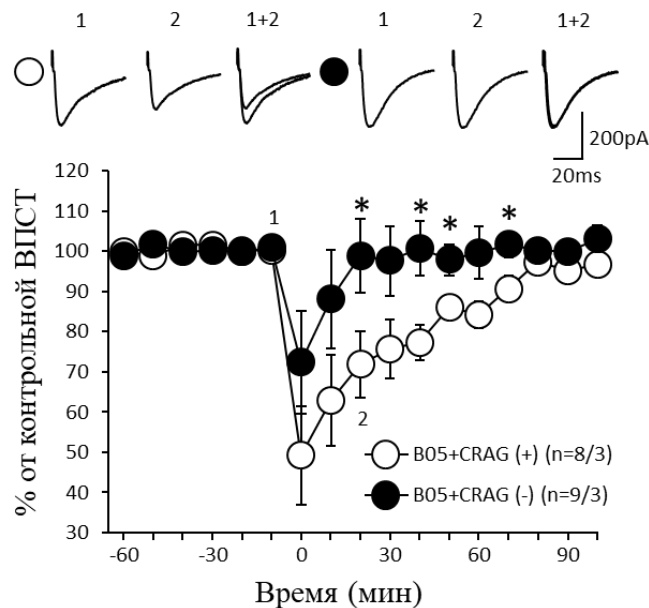 1 2 1+2 1 2 1+2
200pA
20ms
% от контрольной ВПСТ
120
110
100
90
80
70
60
50
40
30
1
* * * *
2
B05+CRAG (+) (n=8/3)
B05+CRAG (-) (n=9/3)
-60 -30 0 30 60 90
Время (мин)